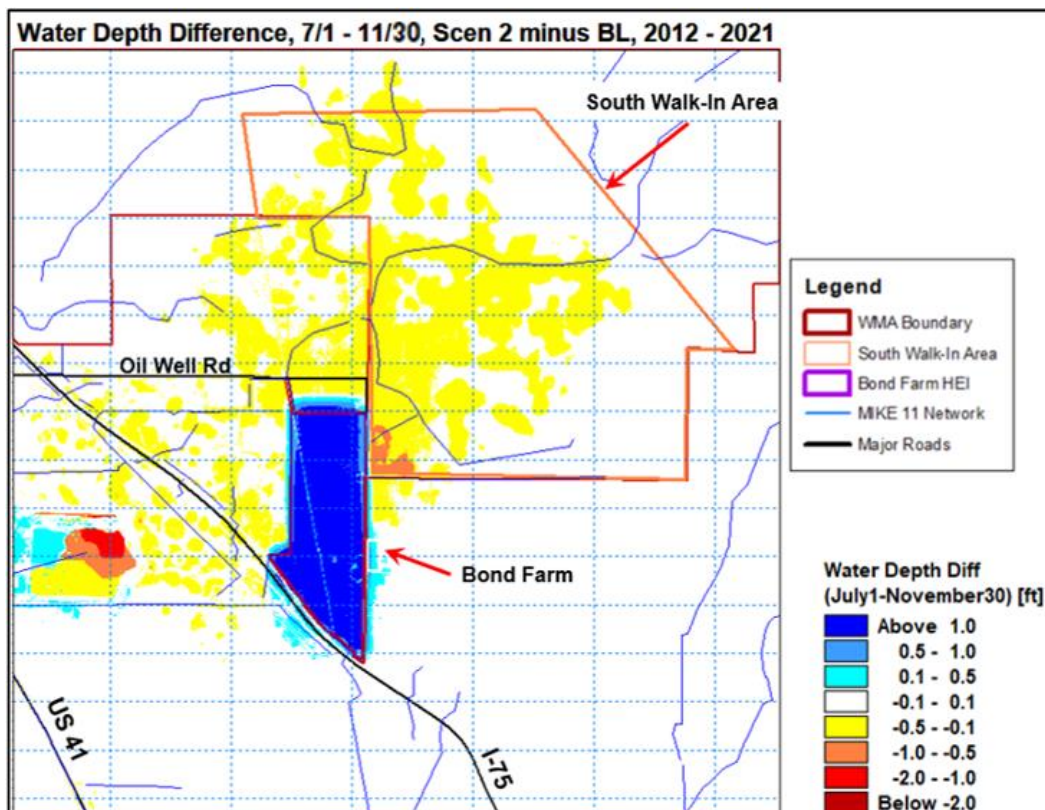 Water Depth Difference, 7/1 - 11/30, Scen 2 minus BL, 2012 - 2021
South Walk-In Area
Oil Well Rd
Bond Farm
US 41
I-75
Legend
WMA Boundary
South Walk-In Area
Bond Farm HEI
MIKE 11 Network
Major Roads
Water Depth Diff
(July1-November30) [ft]
Above 1.0
0.5 - 1.0
0.1 - 0.5
-0.1 - 0.1
-0.5 - -0.1
-1.0 - -0.5
-2.0 - -1.0
Below -2.0